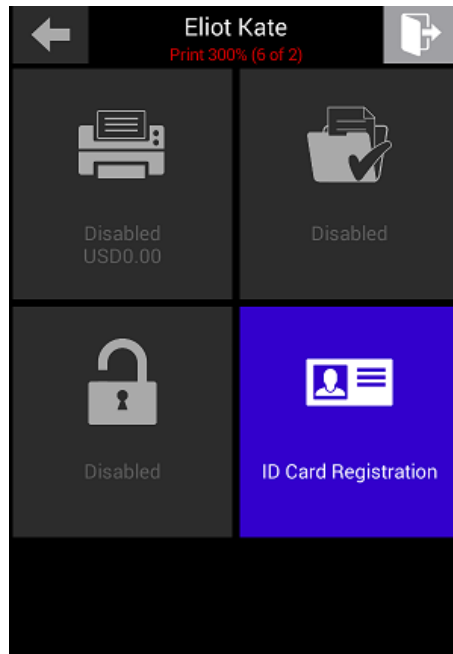 Eliot Kate
Print 300% (6 of 2)
Disabled
USD0.00
Disabled
Disabled
ID Card Registration